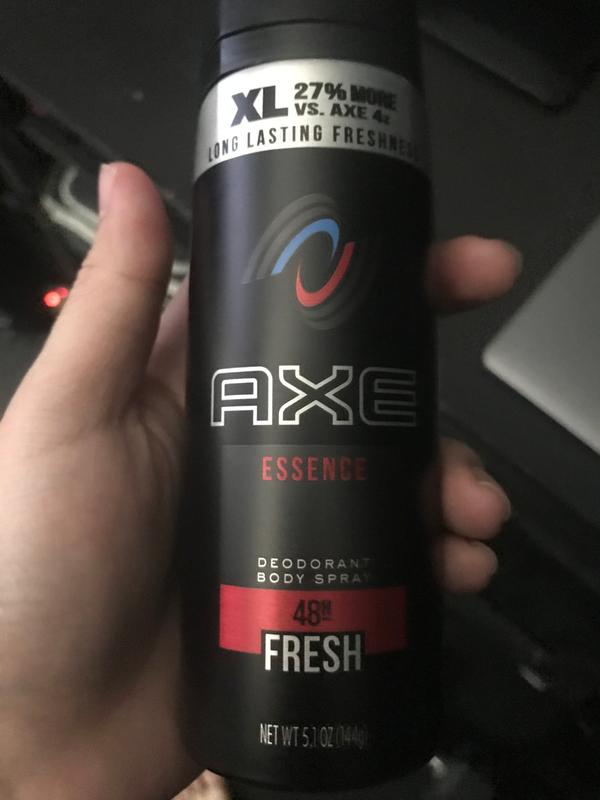 XL 27% MORE
VS. AXE 4z
LONG LASTING FRESHNESS
AXE
ESSENCE
DEODORANT
BODY SPRAY
48H
FRESH
NET WT 5.1 OZ (144g)